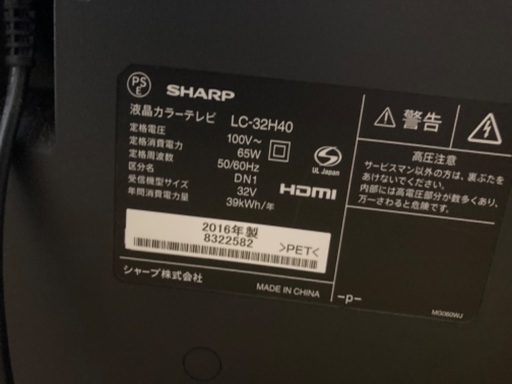 PS
E
SHARP
液晶カラーテレビ LC-32H40
定格電圧 100V~
定格消費電力 65W
定格周波数 50/60Hz
区分名 DN1
受信機型サイズ 32V
年間消費電力量 39kWh/年
UL Japan
HDMI
2016年製
8322582
>PET<
シャープ株式会社
MADE IN CHINA
警告
高圧注意
サービスマン以外の方は、裏ぶたを
あけないでください。
内部には高電圧部分が数多くあり、
万一さわると危険です。
-p-
MG060WJ